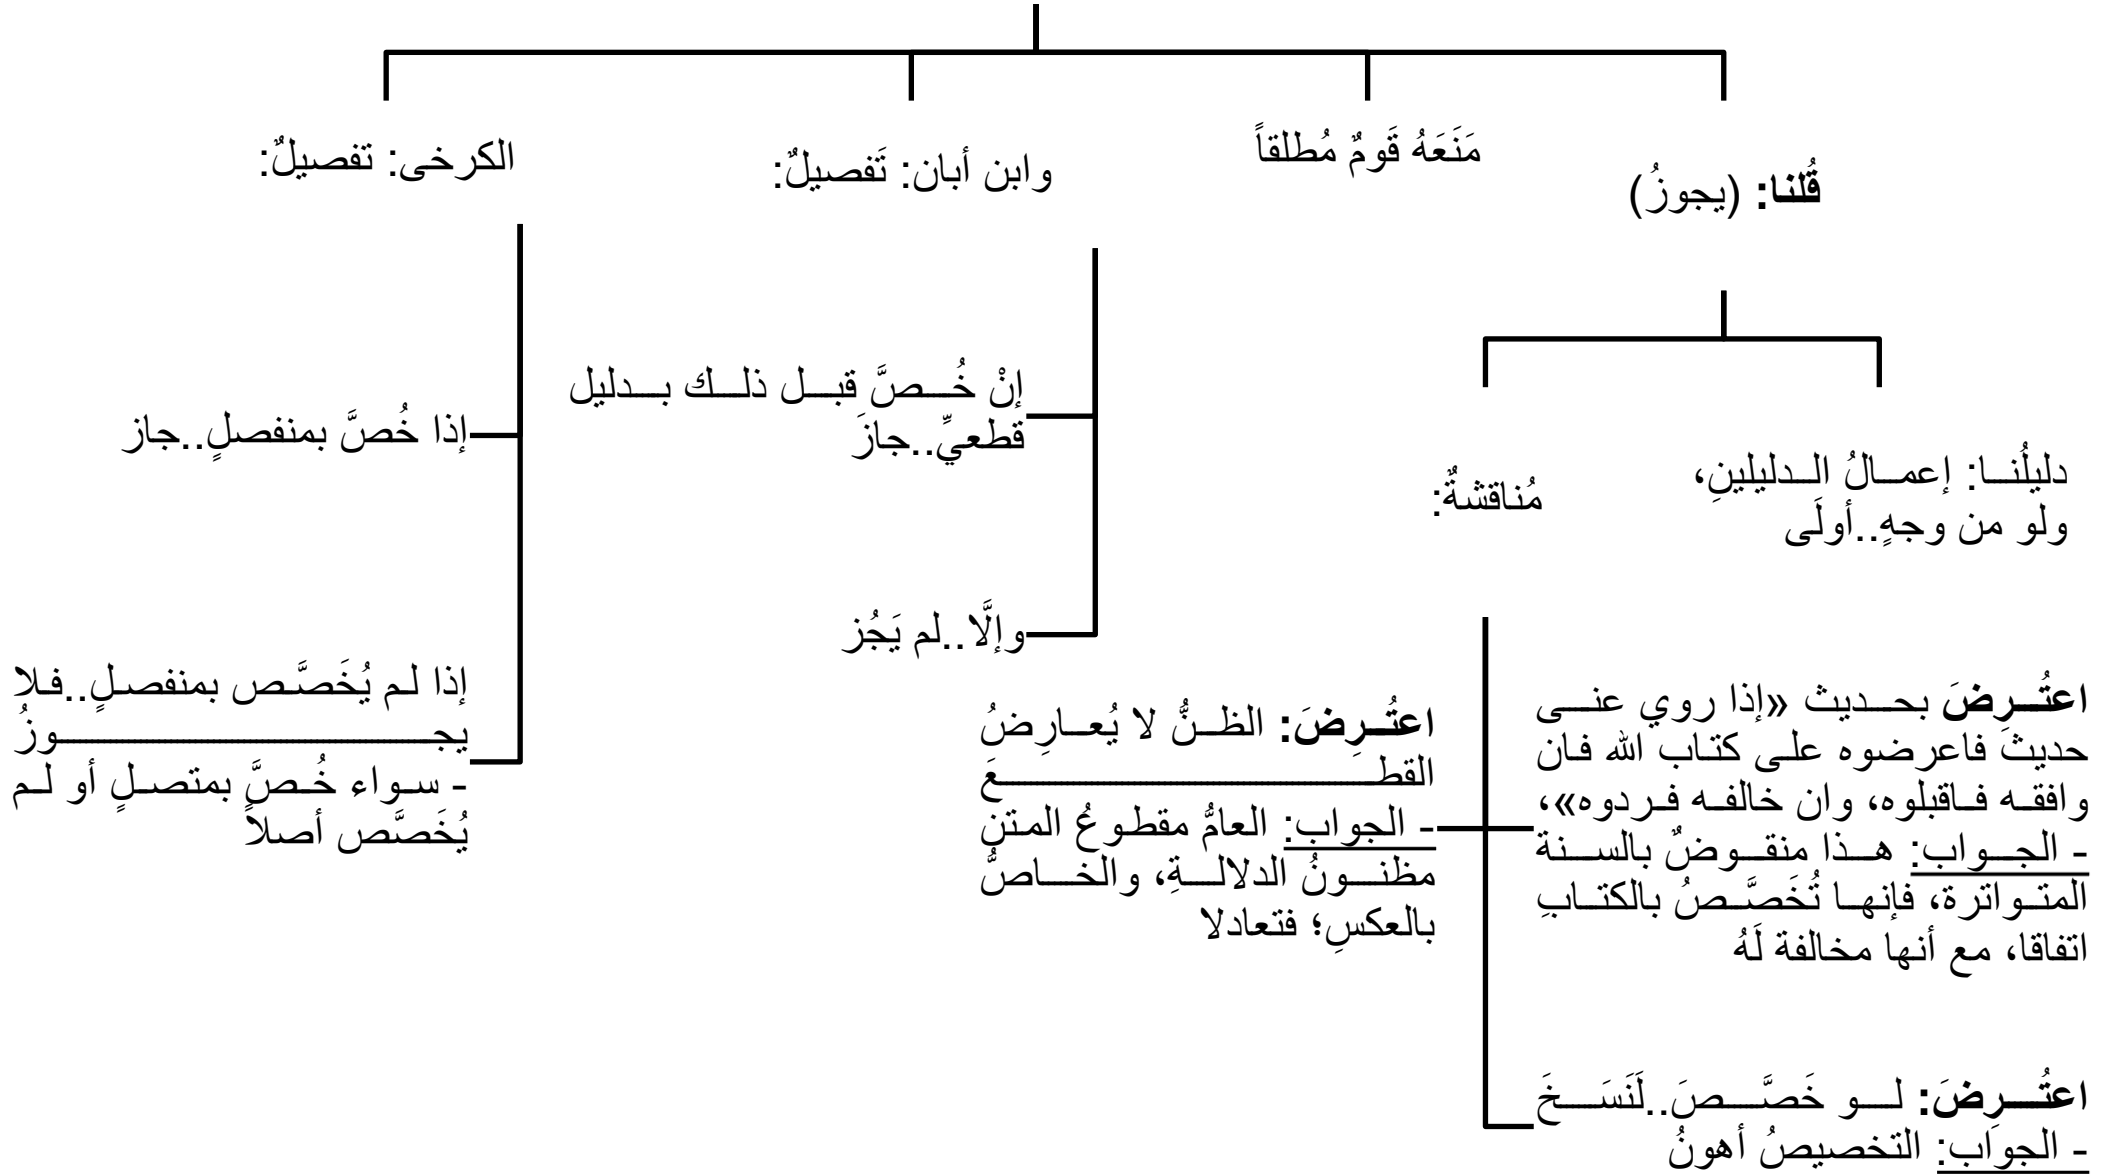 قُلنا: (يجوزُ)
مَنَعَهُ قَومٌ مُطلقاً
وابن أبان: تَفصيلٌ:
الكرخى: تفصيلٌ:
دليلُنا: إعمالُ الدليلينِ،
ولو من وجهٍ..أولَى
مُناقشةٌ:
اعتُرِضَ بحديث «إذا روي عنى
حديث فاعرضوه على كتاب الله فان
وافقه فاقبلوه، وان خالفه فردوه»،
- الجواب: هذا منقوضٌ بالسنة
المتواترة، فإنها تُخَصَّصُ بالكتابِ
اتفاقا، مع أنها مخالفة لَهُ
اعتُرِضَ: الظنُّ لا يُعارِضُ
القطعَ
- الجواب: العامُّ مقطوعُ المتن
مظنونُ الدلالةِ، والخاصُّ
بالعكسِ؛ فتعادلا
اعتُرِضَ: لو خَصَّصَ..لَنَسَخَ
- الجواب: التخصيصُ أهونُ
إنْ خُصَّ قبل ذلك بدليل
قطعيِّ..جازَ
وإلَّا..لم يَجُز
إذا خُصَّ بمنفصلٍ..جاز
إذا لم يُخَصَّص بمنفصلٍ..فلا
يجوزُ
- سواء خُصَّ بمتصلٍ أو لم
يُخَصَّص أصلاً